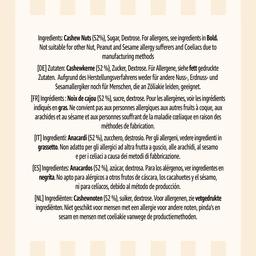 Ingredients: Cashew Nuts (52%), Sugar, Dextrose. For allergens, see ingredients in Bold.
Not suitable for other Nut, Peanut and Sesame allergy sufferers and Coeliacs due to
manufacturing methods
[DE] Zutaten: Cashewkerne (52 %), Zucker, Dextrose. Für Allergene, siehe fett gedruckte
Zutaten. Aufgrund des Herstellungsverfahrens weder für andere Nuss-, Erdnuss- und
Sesamallergiker noch für Menschen, die an Zöliakie leiden, geeignet.
[FR] Ingrédients : Noix de cajou (52 %), sucre, dextrose. Pour les allergènes, voir les ingrédients
indiqués en gras. Ne convient pas aux personnes allergiques aux autres fruits à coque, aux
arachides et au sésame et aux personnes souffrant de la maladie cœliaque en raison des
méthodes de fabrication.
[IT] Ingredienti: Anacardi (52 %), zucchero, destrosio. Per gli allergeni, vedere ingredienti in
grassetto. Non adatto per gli allergici ad altra frutta a guscio, alle arachidi, al sesamo
e per i celiaci a causa dei metodi di fabbricazione.
[ES] Ingredientes: Anacardos (52 %), azúcar, dextrosa. Para los alérgenos, ver ingredientes en
negrita. No apto para alérgicos a otros frutos de cáscara, los cacahuetes y el sésamo,
ni para celíacos, debido al método de producción.
[NL] Ingrediënten: Cashewnoten (52 %), suiker, dextrose. Voor allergenen, zie vetgedrukte
ingrediënten. Niet geschikt voor mensen met een allergie voor andere noten, pinda's en
sesam en mensen met coeliakie vanwege de productiemethoden.